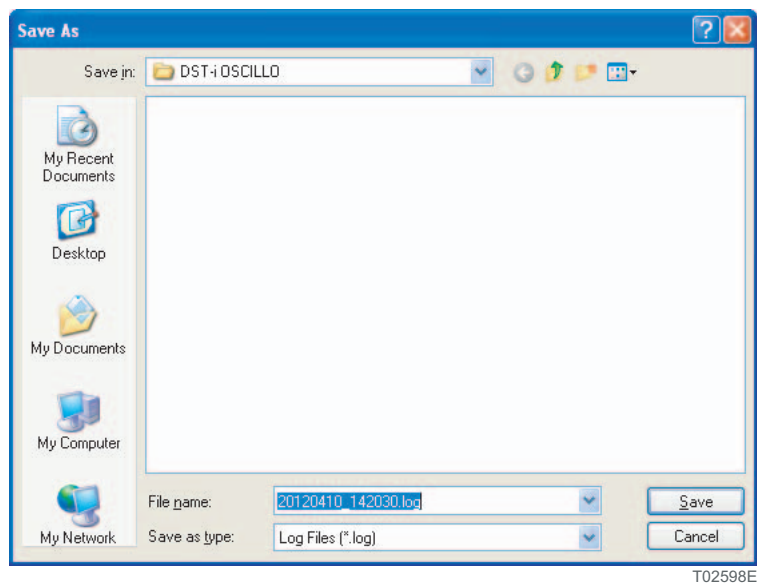 Save As
Save in:
DST-i OSCILLO
My Recent
Documents
Desktop
My Documents
My Computer
My Network
File name:
20120410_142030.log
Save
Save as type:
Log Files (*.log)
Cancel
T02598E